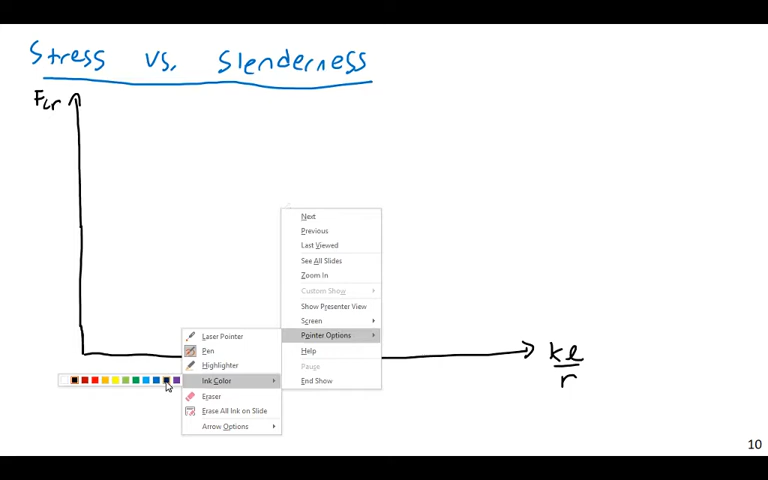 Stress vs. Slenderness
Fcr
Next
Previous
Last Viewed
See All Slides
Zoom In
Custom Show
Show Presenter View
Screen
Pointer Options
Help
Pause
End Show
Laser Pointer
Pen
Highlighter
Ink Color
Eraser
Erase All Ink on Slide
Arrow Options
kl
r
10